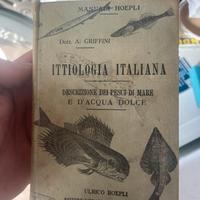 MANUALI HOEPLI
Dott. A. GRIFFINI
ITTIOLOGIA ITALIANA
DESCRIZIONE DEI PESCI DI MARE
E D'ACQUA DOLCE
ULRICO HOEPLI